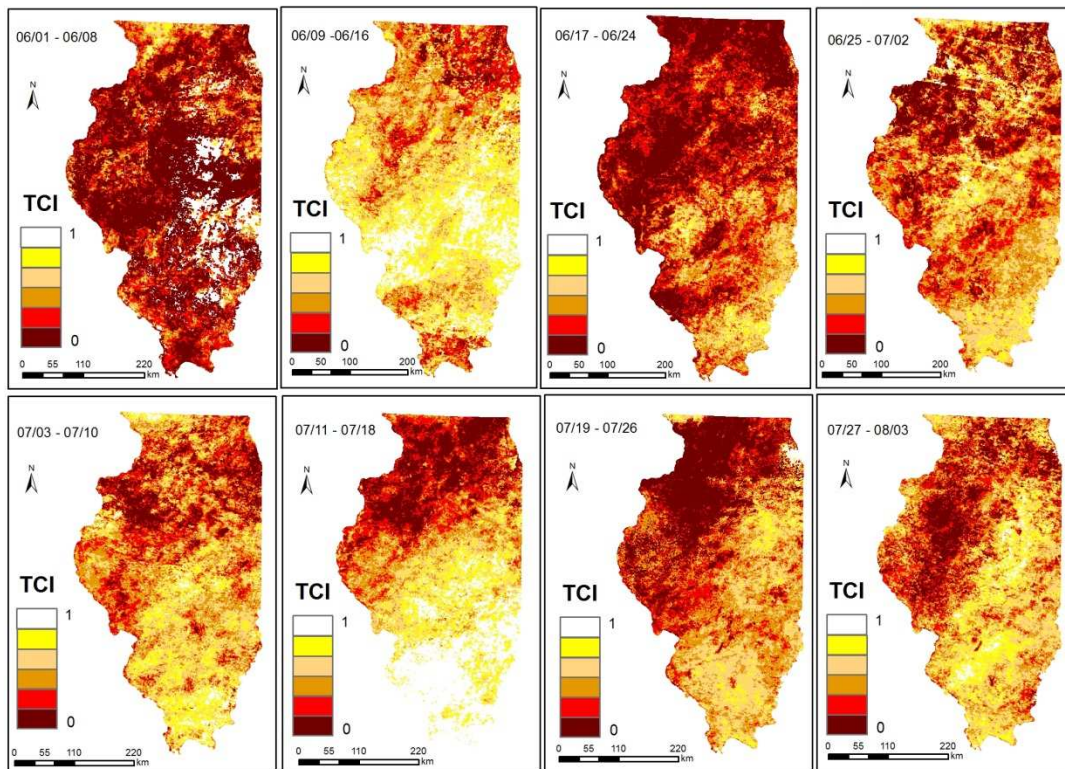 06/01 - 06/08
N
TCI
1
0
0 55 110 220
km
06/09 -06/16
N
TCI
1
0
0 50 100 200
km
06/17 - 06/24
N
TCI
1
0
0 50 100 200
km
06/25 - 07/02
N
TCI
1
0
0 50 100 200
km
07/03 - 07/10
N
TCI
1
0
0 55 110 220
km
07/11 - 07/18
N
TCI
1
0
0 55 110 220
km
07/19 - 07/26
N
TCI
1
0
0 55 110 220
km
07/27 - 08/03
N
TCI
1
0
0 55 110 220
km